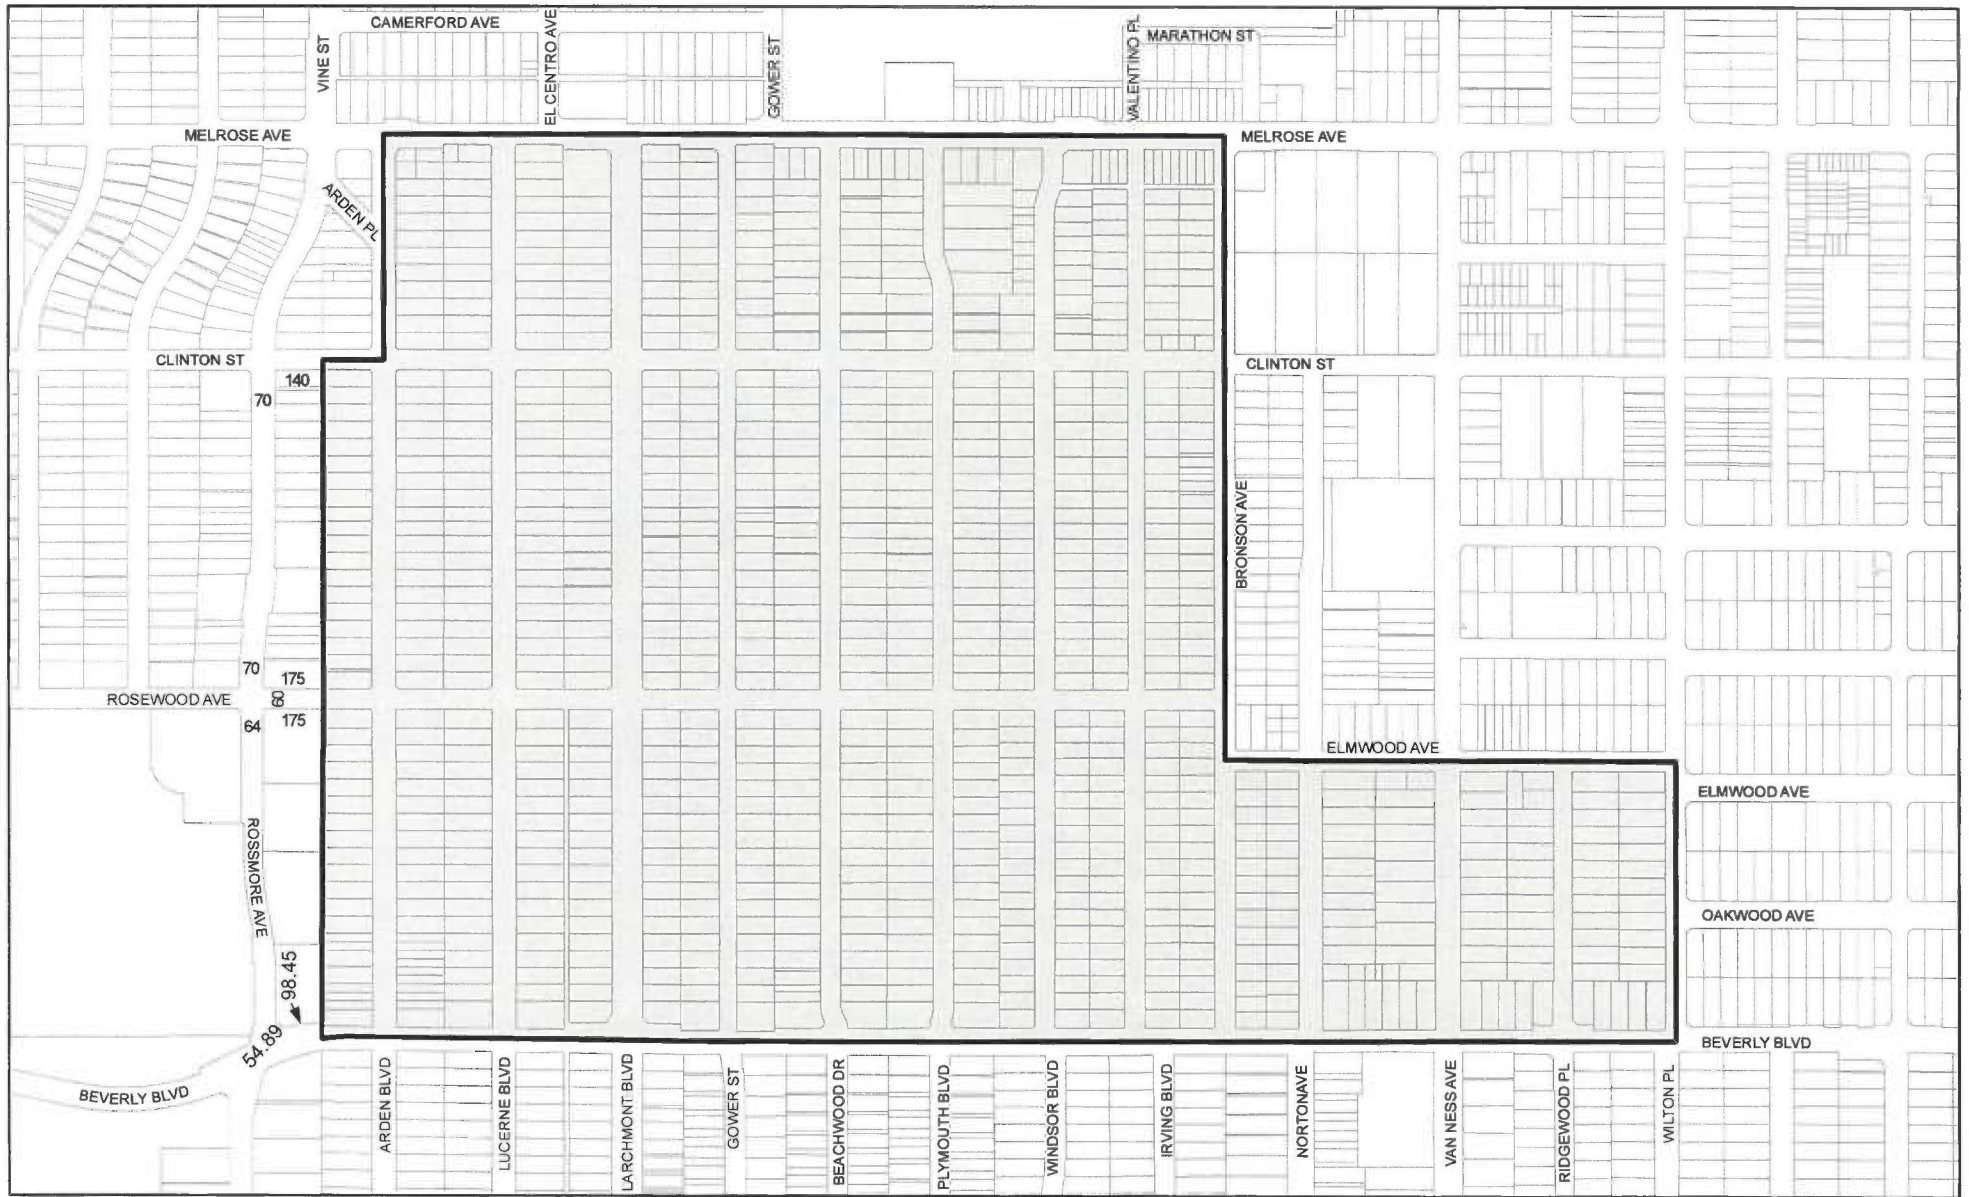 CAMERFORD AVE
VINE ST
EL CENTRO AVE
GOWER ST
VALENTINO PL
MARATHON ST
MELROSE AVE
MELROSE AVE
ARDEN PL
CLINTON ST
CLINTON ST
140
70
BRONSON AVE
70
175
ROSEWOOD AVE
60
64
175
ELMWOOD AVE
ELMWOOD AVE
ROSSMORE AVE
OAKWOOD AVE
98.45
54.89
BEVERLY BLVD
BEVERLY BLVD
ARDEN BLVD
LUCERNE BLVD
LARCHMONT BLVD
GOWER ST
BEACHWOOD DR
PLYMOUTH BLVD
WINDSOR BLVD
IRVING BLVD
NORTONAVE
VAN NESS AVE
RIDGEWOOD PL
WILTON PL